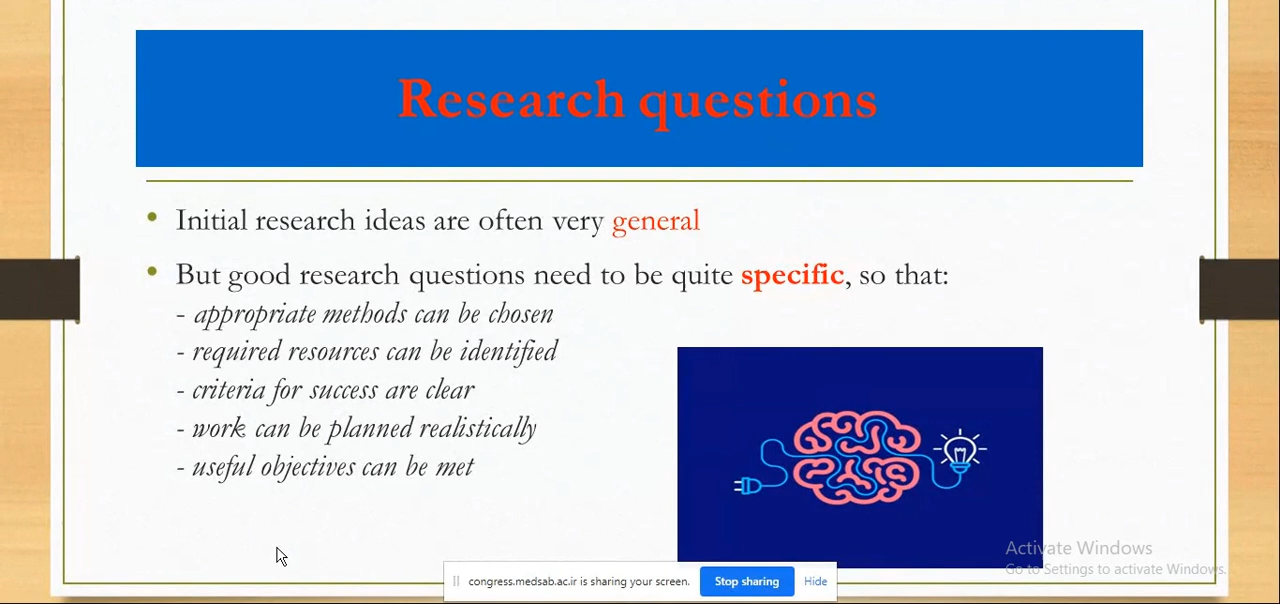 Research questions
• Initial research ideas are often very general
• But good research questions need to be quite specific, so that:
- appropriate methods can be chosen
- required resources can be identified
- criteria for success are clear
- work can be planned realistically
- useful objectives can be met
Activate Windows
Go to Settings to activate Windows.
congress.medsab.ac.ir is sharing your screen. Stop sharing Hide